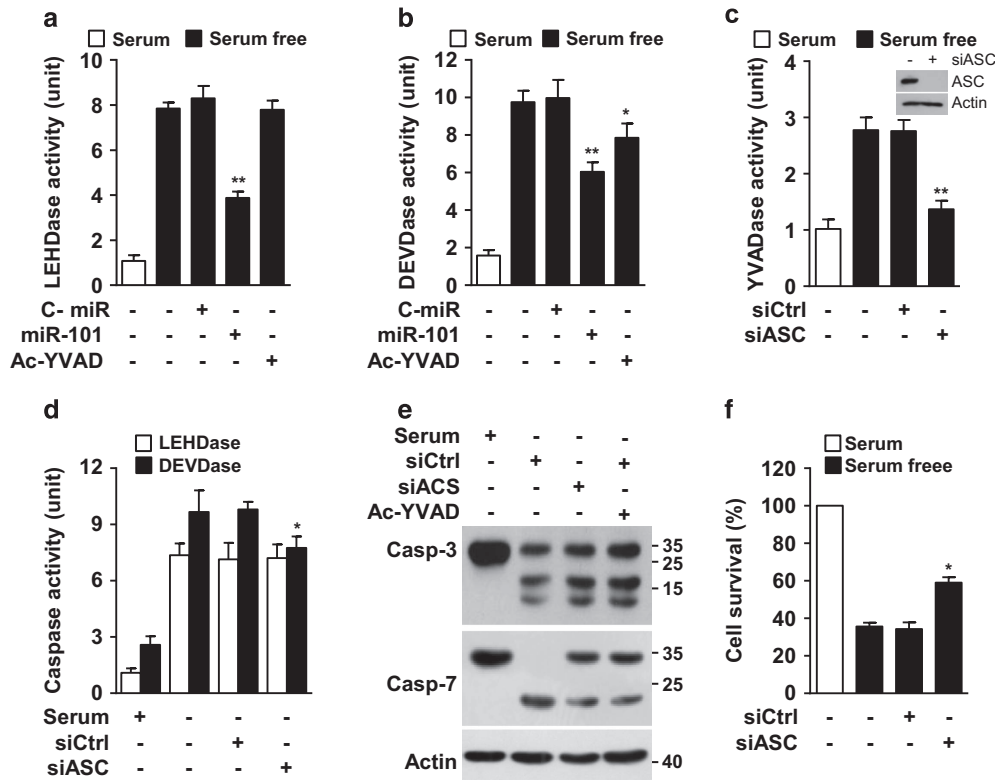 a
Serum Serum free
LEHDase activity (unit)
10
8
6
4
2
0
**
C- miR - - + - -
miR-101 - - - + -
Ac-YVAD - - - - +
b
Serum Serum free
DEVDase activity (unit)
12
10
8
6
4
2
0
**
*
C-miR - - + - -
miR-101 - - - + -
Ac-YVAD - - - - +
c
Serum Serum free
- + siASC
ASC
Actin
YVADase activity (unit)
4
3
2
1
0
**
siCtrl - - + -
siASC - - - +
d
LEHDase
DEVDase
Caspase activity (unit)
12
9
6
3
0
*
Serum + - - -
siCtrl - - + -
siASC - - - +
e
Serum + - - -
siCtrl - + - +
siACS - - + -
Ac-YVAD - - - +
Casp-3
35
25
15
Casp-7
35
25
Actin
40
f
Serum
Serum freee
Cell survival (%)
120
100
80
60
40
20
0
*
siCtrl - - + -
siASC - - - +